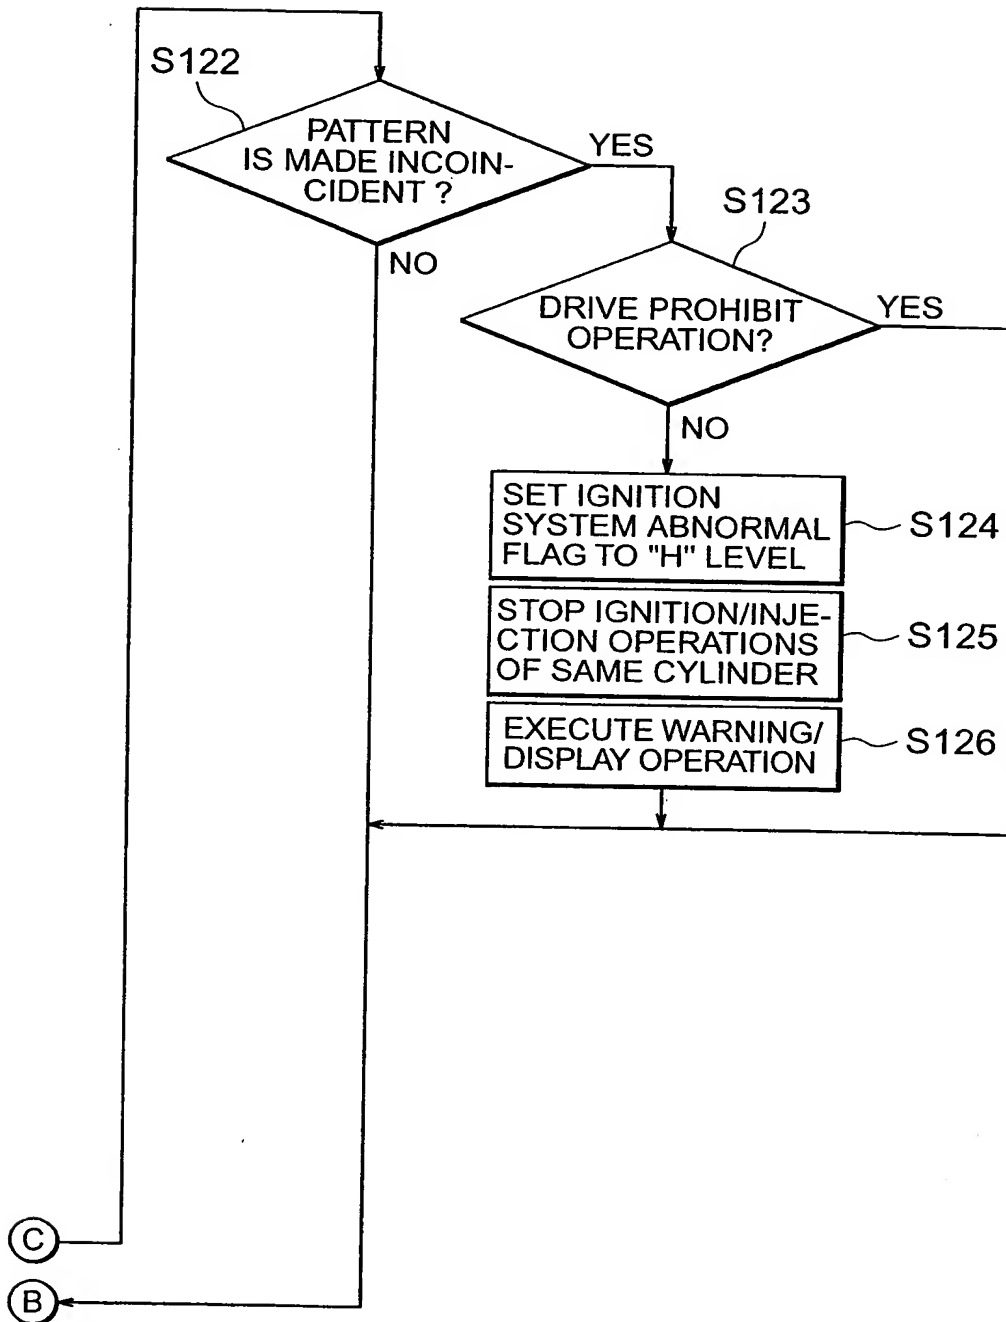 S122
PATTERN
IS MADE INCOIN-
CIDENT ?
YES
NO
S123
DRIVE PROHIBIT
OPERATION?
YES
NO
SET IGNITION
SYSTEM ABNORMAL
FLAG TO "H" LEVEL
S124
STOP IGNITION/INJE-
CTION OPERATIONS
OF SAME CYLINDER
S125
EXECUTE WARNING/
DISPLAY OPERATION
S126
C
B